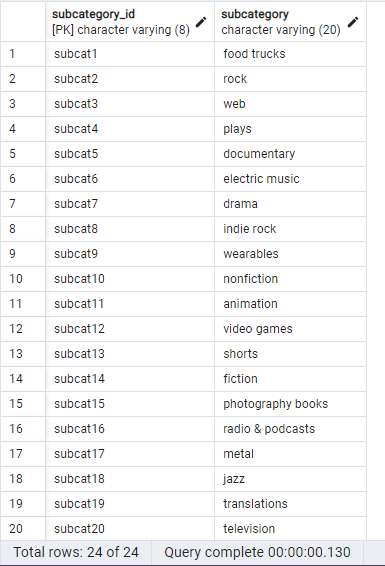 subcategory_id subcategory
[PK] character varying (8) character varying (20)
1 subcat1 food trucks
2 subcat2 rock
3 subcat3 web
4 subcat4 plays
5 subcat5 documentary
6 subcat6 electric music
7 subcat7 drama
8 subcat8 indie rock
9 subcat9 wearables
10 subcat10 nonfiction
11 subcat11 animation
12 subcat12 video games
13 subcat13 shorts
14 subcat14 fiction
15 subcat15 photography books
16 subcat16 radio & podcasts
17 subcat17 metal
18 subcat18 jazz
19 subcat19 translations
20 subcat20 television
Total rows: 24 of 24 Query complete 00:00:00.130